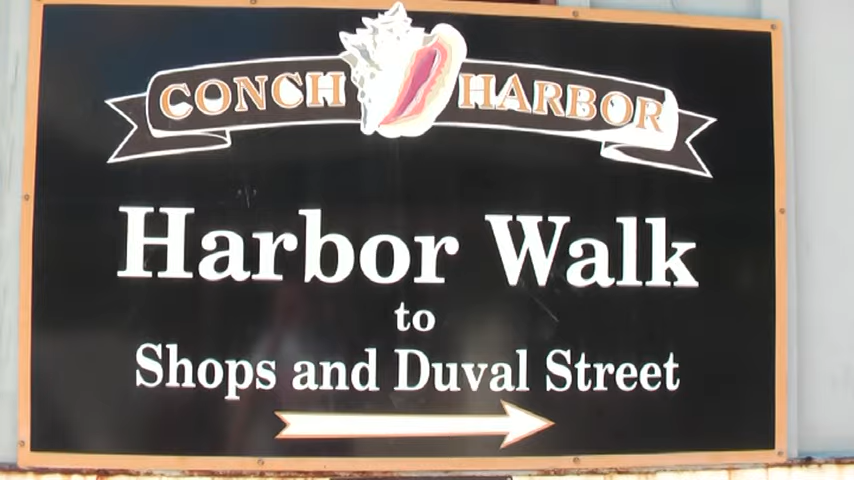 CONCH HARBOR
Harbor Walk
to
Shops and Duval Street